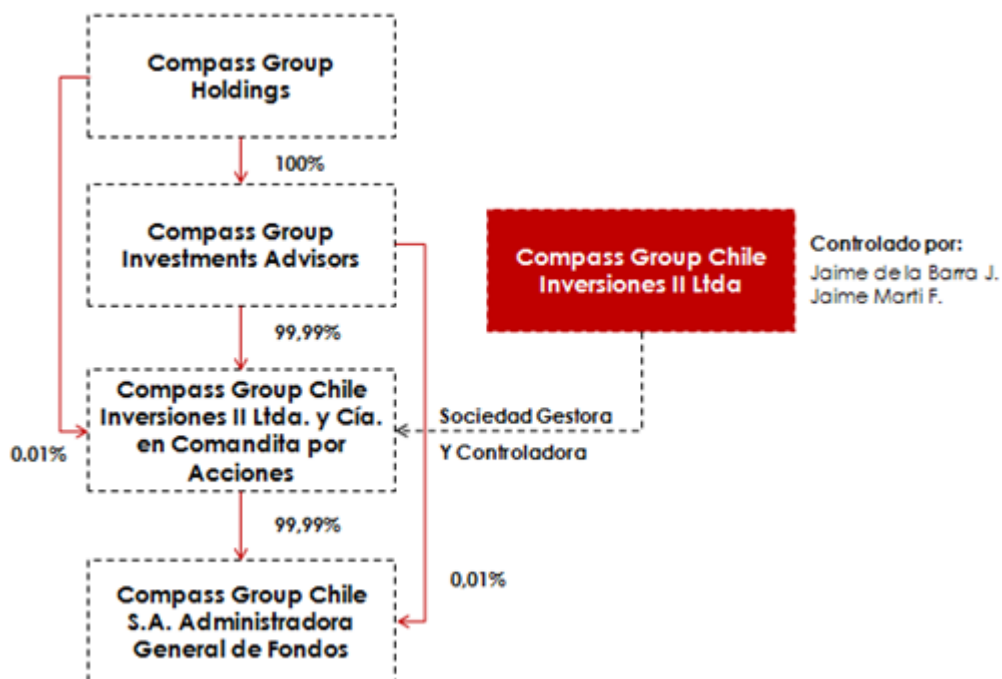 Compass Group
Holdings
100%
Compass Group
Investments Advisors
99,99%
Compass Group Chile
Inversiones II Ltda. y Cía.
en Comandita por
Acciones
0.01%
99,99%
Compass Group Chile
S.A. Administradora
General de Fondos
0,01%
Compass Group Chile
Inversiones II Ltda
Controlado por:
Jaime de la Barra J.
Jaime Marti F.
Sociedad Gestora
Y Controladora